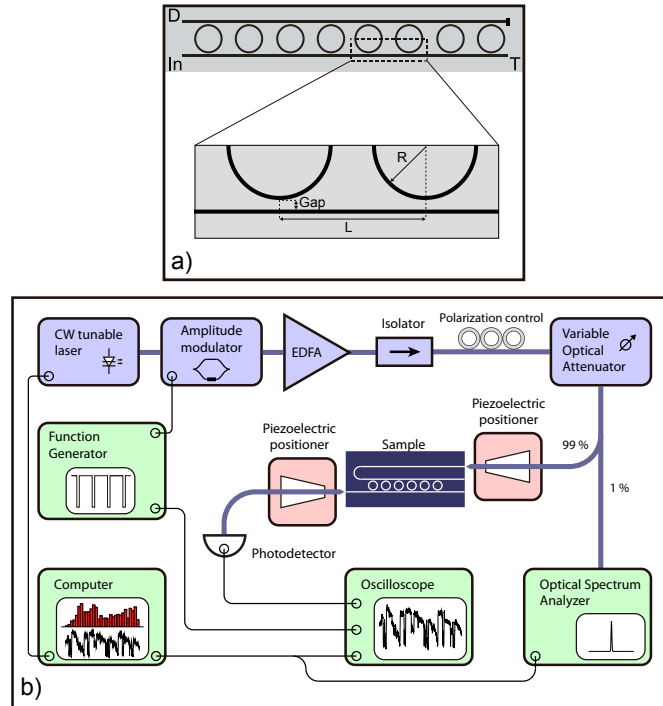 D
In
T
R
Gap
L
a)
CW tunable
laser
Amplitude
modulator
EDFA
Isolator
Polarization control
Variable
Optical
Attenuator
Function
Generator
Piezoelectric
positioner
Sample
Piezoelectric
positioner
99 %
1 %
Photodetector
Computer
Oscilloscope
Optical Spectrum
Analyzer
b)